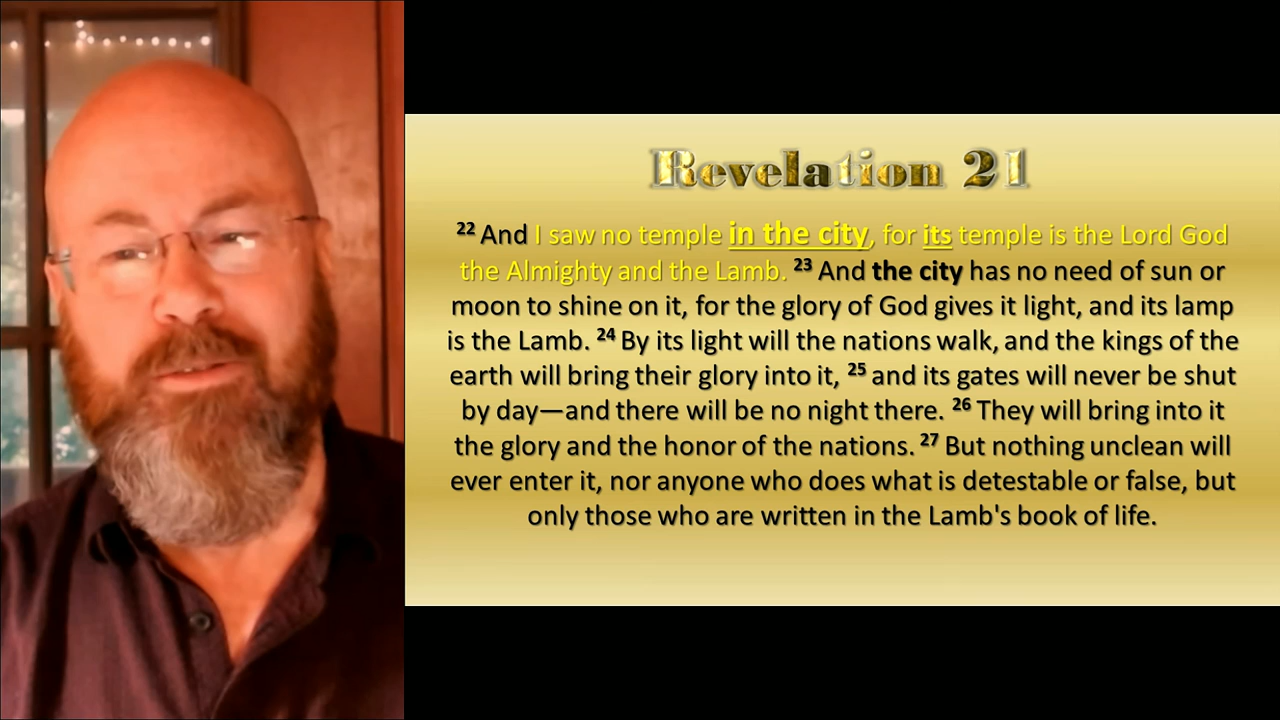 Revelation 21
22 And I saw no temple in the city, for its temple is the Lord God
the Almighty and the Lamb. 23 And the city has no need of sun or
moon to shine on it, for the glory of God gives it light, and its lamp
is the Lamb. 24 By its light will the nations walk, and the kings of the
earth will bring their glory into it, 25 and its gates will never be shut
by day—and there will be no night there. 26 They will bring into it
the glory and the honor of the nations. 27 But nothing unclean will
ever enter it, nor anyone who does what is detestable or false, but
only those who are written in the Lamb's book of life.